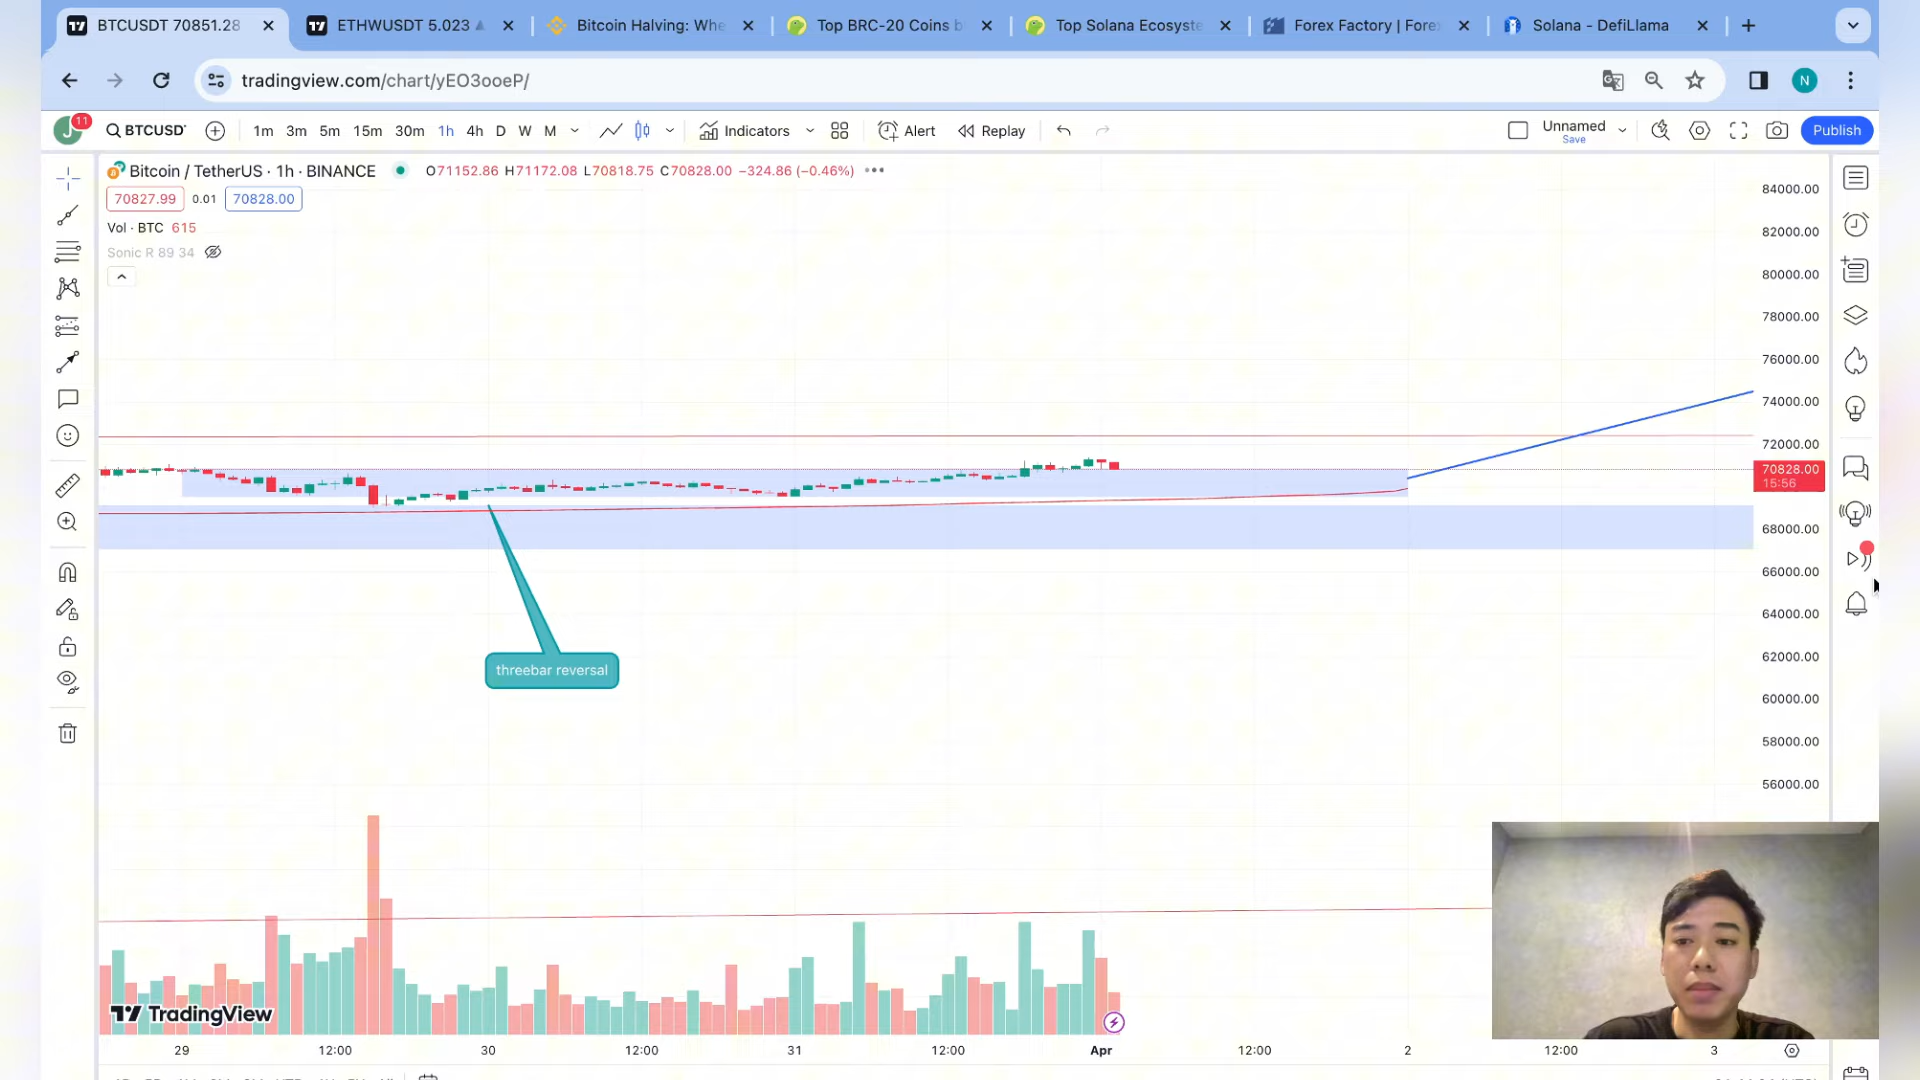 BTCUSDT 70851.28
ETHWUSDT 5.023
Bitcoin Halving: Whe
Top BRC-20 Coins b
Top Solana Ecosyste
Forex Factory | Forex
Solana - DefiLlama
tradingview.com/chart/yEO3ooeP/
N
J
11
BTCUSDT
1m 3m 5m 15m 30m 1h 4h D W M
Indicators
Alert
Replay
Unnamed
Save
Publish
Bitcoin / TetherUS · 1h · BINANCE
O71152.86 H71172.08 L70818.75 C70828.00 −324.86 (−0.46%)
70827.99 0.01 70828.00
Vol · BTC 615
Sonic R 89 34
84000.00
82000.00
80000.00
78000.00
76000.00
74000.00
72000.00
70828.00
15:56
68000.00
66000.00
64000.00
62000.00
60000.00
58000.00
56000.00
threebar reversal
TradingView
29 12:00 30 12:00 31 12:00 Apr 12:00 2 12:00 3